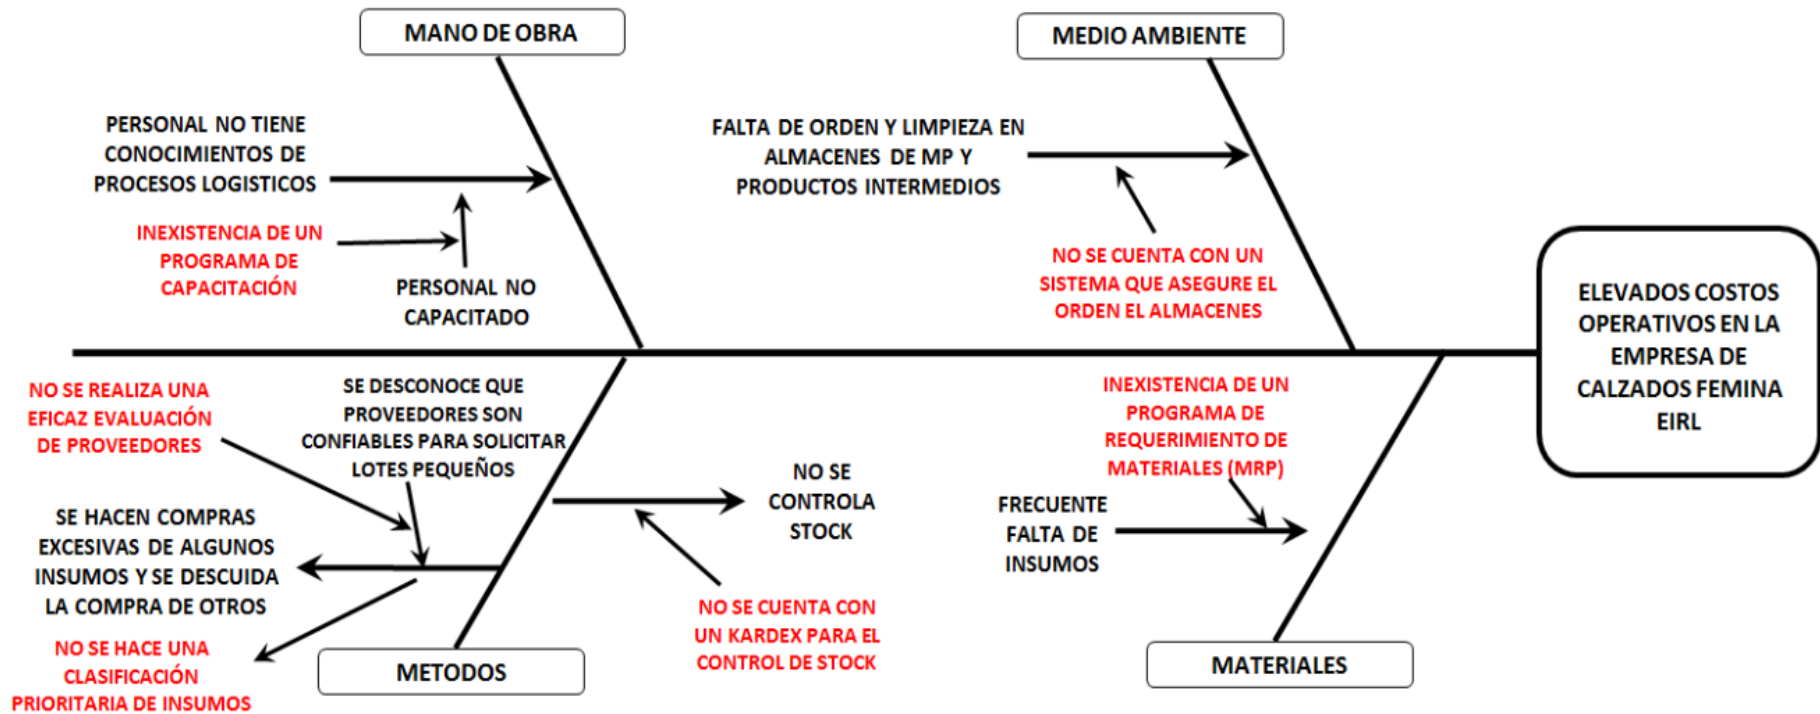 MANO DE OBRA
MEDIO AMBIENTE
PERSONAL NO TIENE
CONOCIMIENTOS DE
PROCESOS LOGISTICOS
INEXISTENCIA DE UN
PROGRAMA DE
CAPACITACIÓN
PERSONAL NO
CAPACITADO
FALTA DE ORDEN Y LIMPIEZA EN
ALMACENES DE MP Y
PRODUCTOS INTERMEDIOS
NO SE CUENTA CON UN
SISTEMA QUE ASEGURE EL
ORDEN EL ALMACENES
ELEVADOS COSTOS
OPERATIVOS EN LA
EMPRESA DE
CALZADOS FEMINA
EIRL
NO SE REALIZA UNA
EFICAZ EVALUACIÓN
DE PROVEEDORES
SE DESCONOCE QUE
PROVEEDORES SON
CONFIABLES PARA SOLICITAR
LOTES PEQUEÑOS
SE HACEN COMPRAS
EXCESIVAS DE ALGUNOS
INSUMOS Y SE DESCUIDA
LA COMPRA DE OTROS
NO SE HACE UNA
CLASIFICACIÓN
PRIORITARIA DE INSUMOS
NO SE
CONTROLA
STOCK
NO SE CUENTA CON
UN KARDEX PARA EL
CONTROL DE STOCK
INEXISTENCIA DE UN
PROGRAMA DE
REQUERIMIENTO DE
MATERIALES (MRP)
FRECUENTE
FALTA DE
INSUMOS
METODOS
MATERIALES